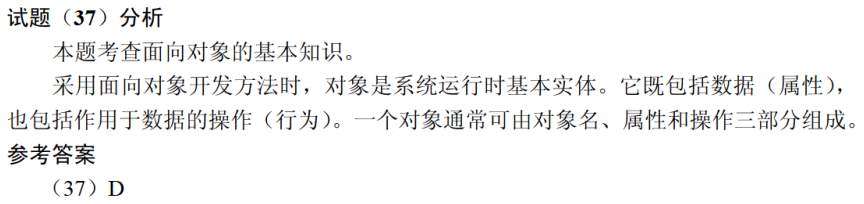 试题（37）分析
本题考查面向对象的基本知识。
采用面向对象开发方法时，对象是系统运行时基本实体。它既包括数据（属性），
也包括作用于数据的操作（行为）。一个对象通常可由对象名、属性和操作三部分组成。
参考答案
（37）D